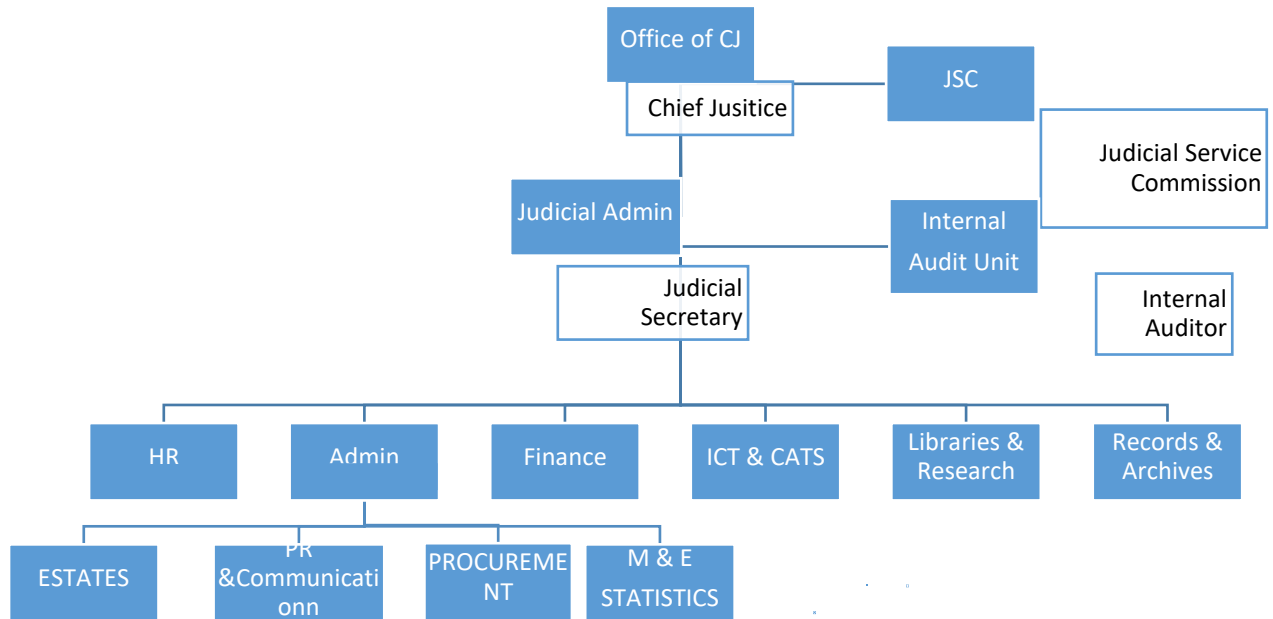 Office of CJ
Chief Jusitice
JSC
Judicial Service
Commission
Judicial Admin
Internal
Audit Unit
Judicial
Secretary
Internal
Auditor
HR
Admin
Finance
ICT & CATS
Libraries &
Research
Records &
Archives
ESTATES
PR
&Communicati
onn
PROCUREME
NT
M & E
STATISTICS